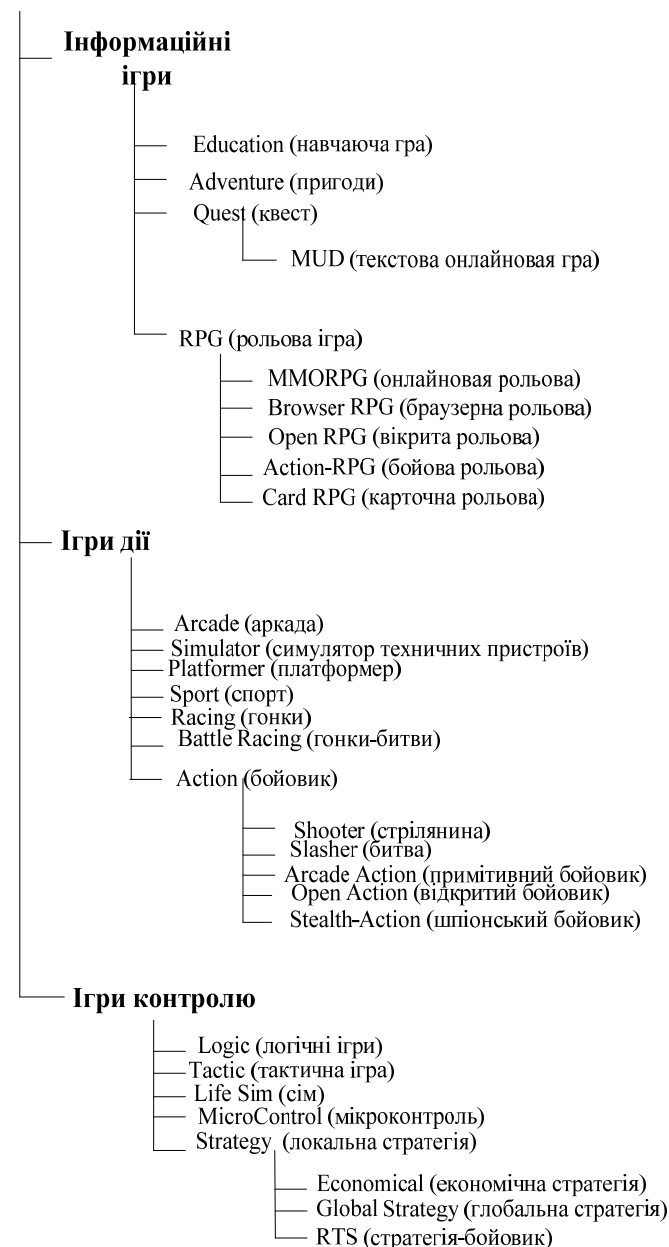 Інформаційні
ігри
Education (навчаюча гра)
Adventure (пригоди)
Quest (квест)
MUD (текстова онлайновая гра)
RPG (рольова ігра)
MMORPG (онлайновая рольова)
Browser RPG (браузерна рольова)
Open RPG (вікрита рольова)
Action-RPG (бойова рольова)
Card RPG (карточна рольова)
Ігри дії
Arcade (аркада)
Simulator (симулятор техничних пристроїв)
Platformer (платформер)
Sport (спорт)
Racing (гонки)
Battle Racing (гонки-битви)
Action (бойовик)
Shooter (стрілянина)
Slasher (битва)
Arcade Action (примітивний бойовик)
Open Action (відкритий бойовик)
Stealth-Action (шпіонський бойовик)
Ігри контролю
Logic (логічні ігри)
Tactic (тактична ігра)
Life Sim (сім)
MicroControl (мікроконтроль)
Strategy (локальна стратегія)
Economical (економічна стратегія)
Global Strategy (глобальна стратегія)
RTS (стратегія-бойовик)